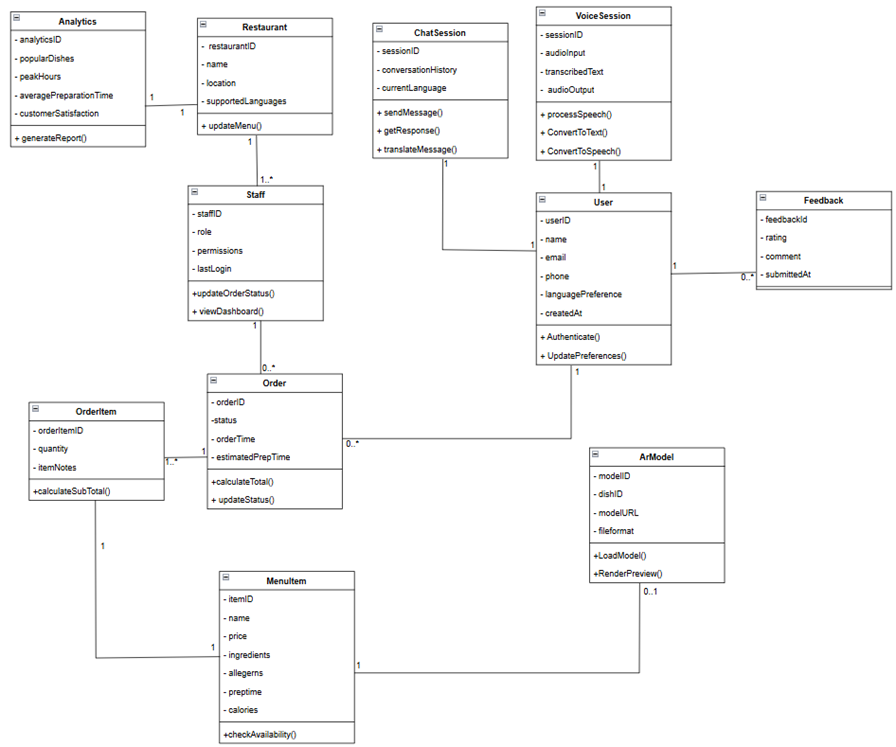 Analytics
- analyticsID
- popularDishes
- peakHours
- averagePreparationTime
- customerSatisfaction
+ generateReport()
1
1
Restaurant
- restaurantID
- name
- location
- supportedLanguages
+ updateMenu()
1
1..*
ChatSession
- sessionID
- conversationHistory
- currentLanguage
+ sendMessage()
+ getResponse()
+ translateMessage()
1
1
VoiceSession
- sessionID
- audioInput
-transcribedText
- audioOutput
+ processSpeech()
+ ConvertToText()
+ ConvertToSpeech()
1
1
Staff
- staffID
- role
- permissions
- lastLogin
+updateOrderStatus()
+ viewDashboard()
1
0..*
User
- userID
- name
- email
- phone
- languagePreference
- createdAt
+ Authenticate()
+ UpdatePreferences()
1
0..*
1
0..*
Feedback
- feedbackId
- rating
- comment
- submittedAt
Order
- orderID
-status
- orderTime
- estimatedPrepTime
+calculateTotal()
+ updateStatus()
1
1..*
OrderItem
- orderItemID
- quantity
- itemNotes
+calculateSubTotal()
1
1
ArModel
- modelID
- dishID
- modelURL
- fileformat
+LoadModel()
+RenderPreview()
0..1
1
MenuItem
- itemID
- name
- price
- ingredients
- allegerns
- preptime
- calories
+checkAvailability()